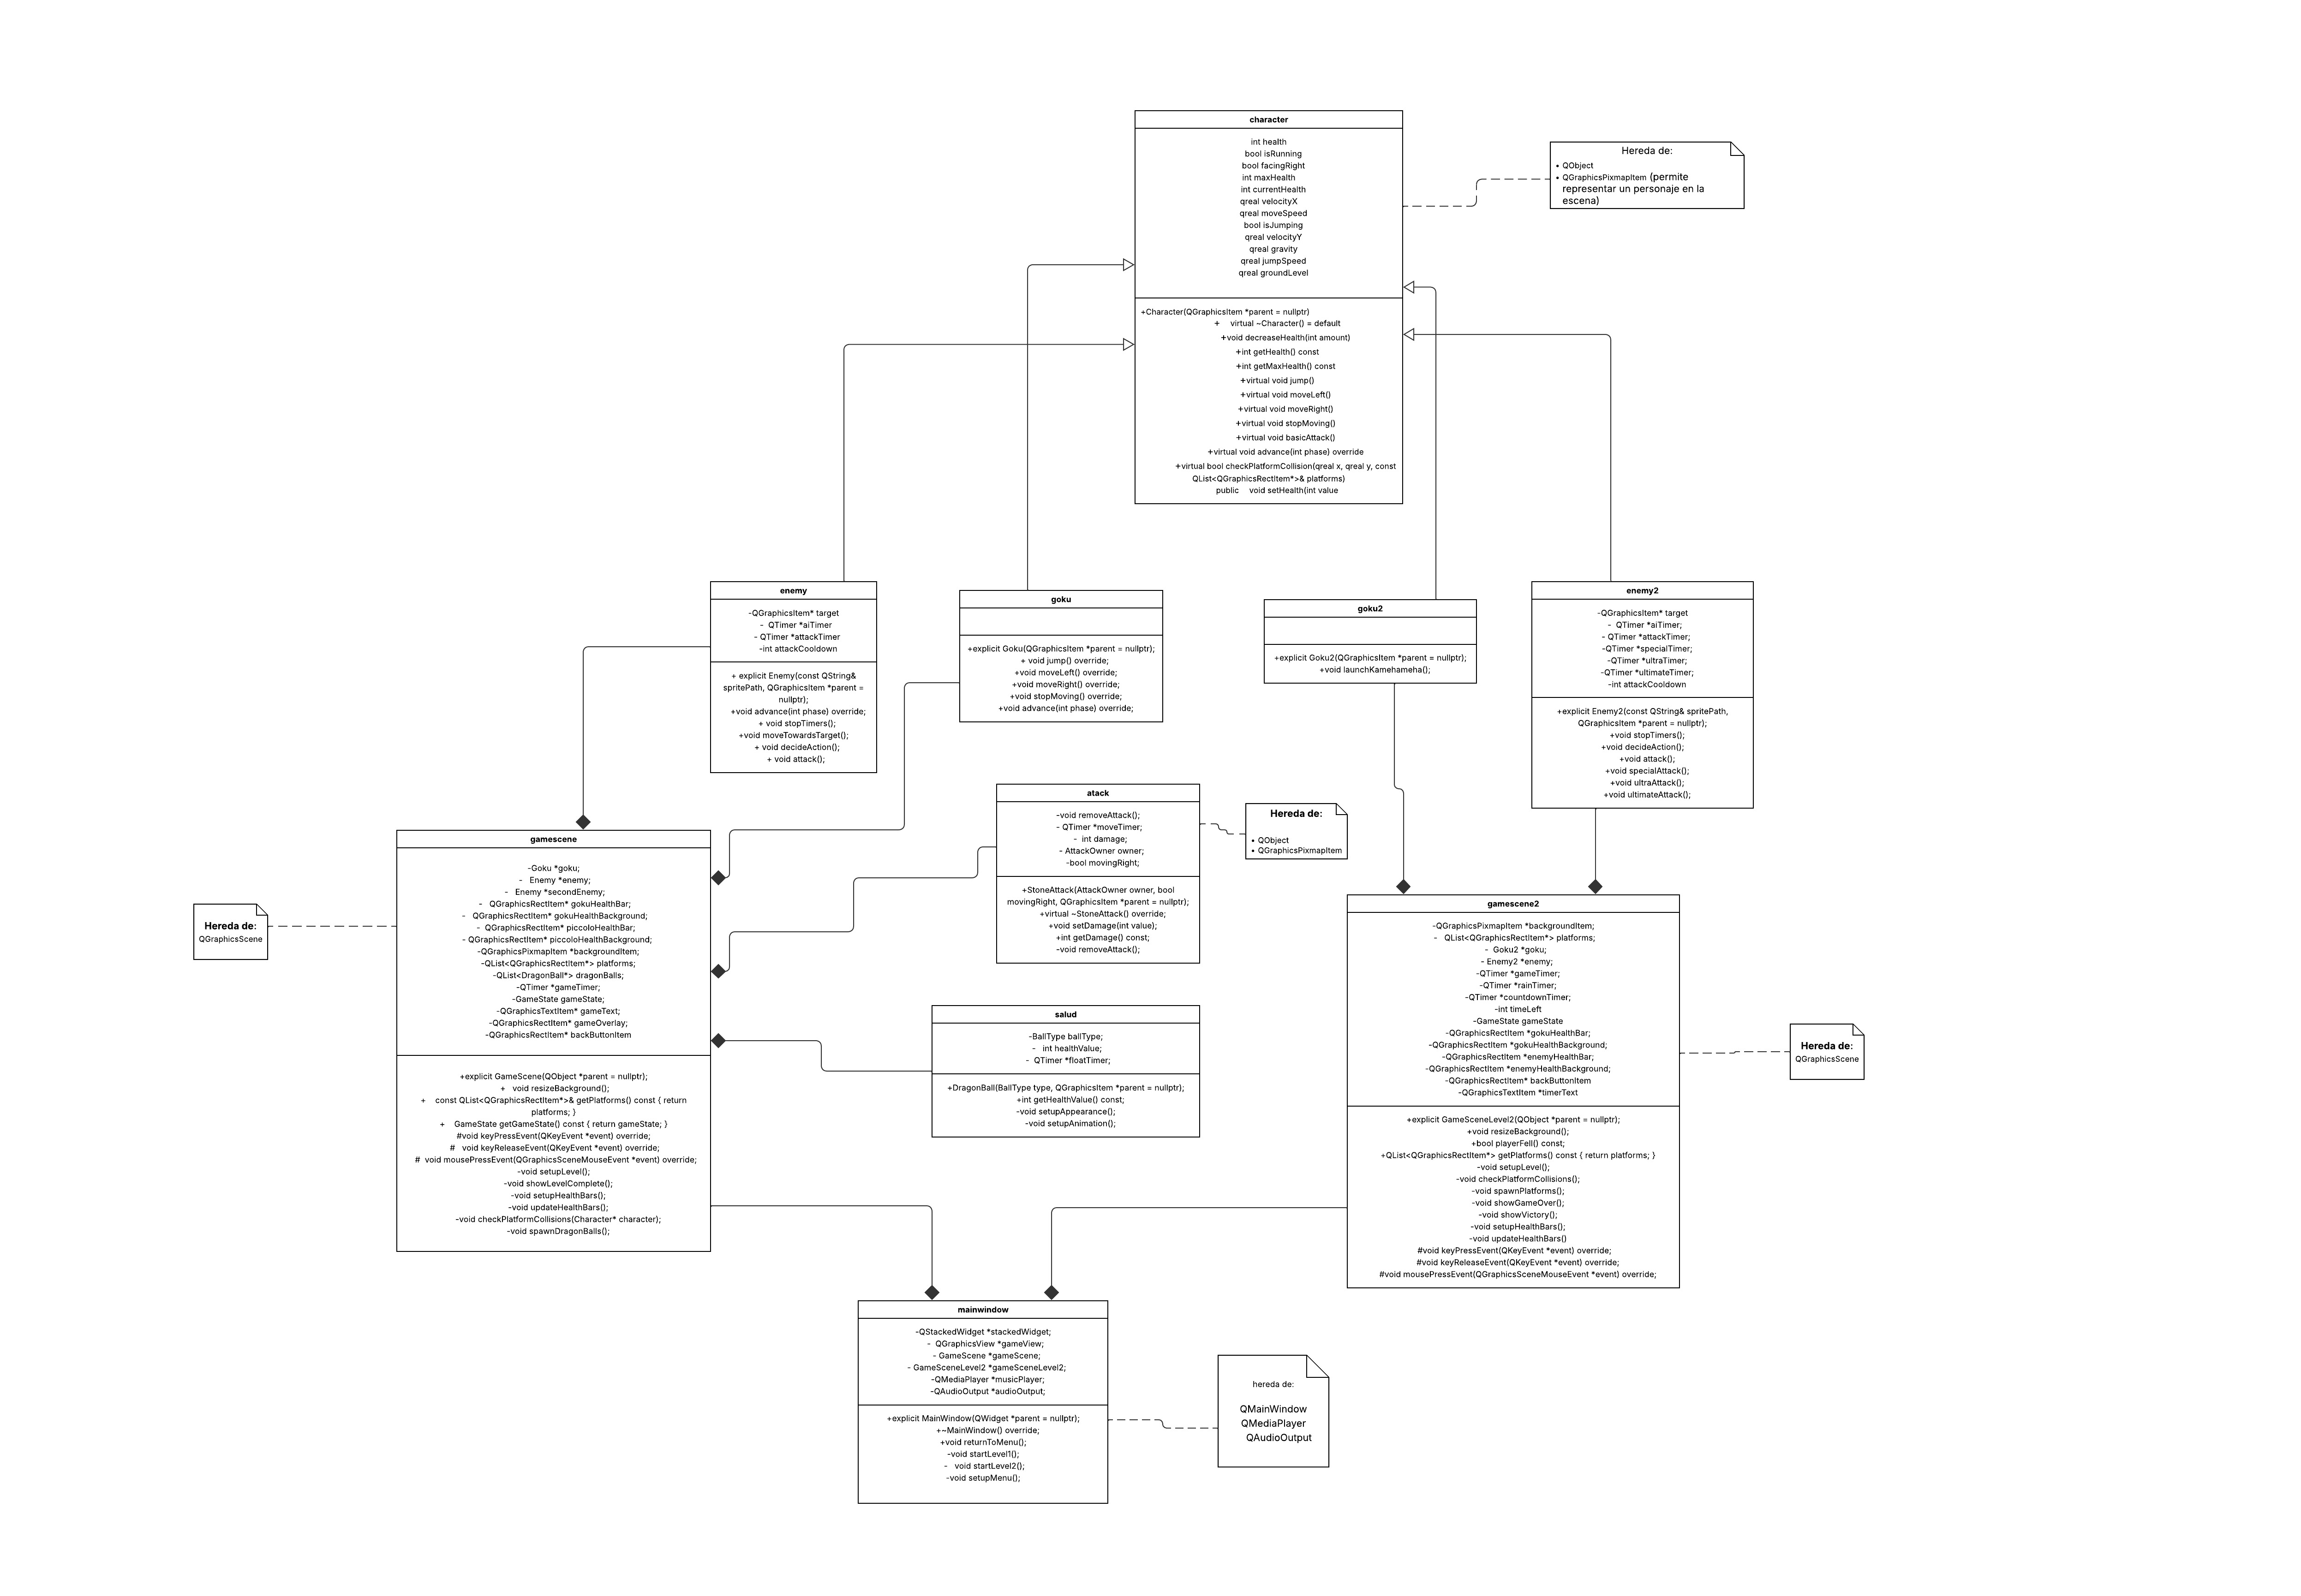 character
int health
bool isRunning
bool facingRight
int maxHealth
int currentHealth
qreal velocityX
qreal moveSpeed
bool isJumping
qreal velocityY
qreal gravity
qreal jumpSpeed
qreal groundLevel
+Character(QGraphicsItem *parent = nullptr)
+ virtual ~Character() = default
+void decreaseHealth(int amount)
+int getHealth() const
+int getMaxHealth() const
+virtual void jump()
+virtual void moveLeft()
+virtual void moveRight()
+virtual void stopMoving()
+virtual void basicAttack()
+virtual void advance(int phase) override
+virtual bool checkPlatformCollision(qreal x, qreal y, const
QList<QGraphicsRectItem*>& platforms)
public void setHealth(int value
Hereda de:
• QObject
• QGraphicsPixmapItem (permite
representar un personaje en la
escena)
enemy
-QGraphicsItem* target
- QTimer *aiTimer
- QTimer *attackTimer
-int attackCooldown
+ explicit Enemy(const QString&
spritePath, QGraphicsItem *parent =
nullptr);
+void advance(int phase) override;
+ void stopTimers();
+void moveTowardsTarget();
+ void decideAction();
+ void attack();
goku
+explicit Goku(QGraphicsItem *parent = nullptr);
+ void jump() override;
+void moveLeft() override;
+void moveRight() override;
+void stopMoving() override;
+void advance(int phase) override;
goku2
+explicit Goku2(QGraphicsItem *parent = nullptr);
+void launchKamehameha();
enemy2
-QGraphicsItem* target
- QTimer *aiTimer;
- QTimer *attackTimer;
-QTimer *specialTimer;
-QTimer *ultraTimer;
-QTimer *ultimateTimer;
-int attackCooldown
+explicit Enemy2(const QString& spritePath,
QGraphicsItem *parent = nullptr);
+void stopTimers();
+void decideAction();
+void attack();
+void specialAttack();
+void ultraAttack();
+void ultimateAttack();
atack
-void removeAttack();
- QTimer *moveTimer;
- int damage;
- AttackOwner owner;
-bool movingRight;
+StoneAttack(AttackOwner owner, bool
movingRight, QGraphicsItem *parent = nullptr);
+virtual ~StoneAttack() override;
+void setDamage(int value);
+int getDamage() const;
-void removeAttack();
Hereda de:
• QObject
• QGraphicsPixmapItem
gamescene
-Goku *goku;
- Enemy *enemy;
- Enemy *secondEnemy;
- QGraphicsRectItem* gokuHealthBar;
- QGraphicsRectItem* gokuHealthBackground;
- QGraphicsRectItem* piccoloHealthBar;
- QGraphicsRectItem* piccoloHealthBackground;
-QGraphicsPixmapItem *backgroundItem;
-QList<QGraphicsRectItem*> platforms;
-QList<DragonBall*> dragonBalls;
-QTimer *gameTimer;
-GameState gameState;
-QGraphicsTextItem* gameText;
-QGraphicsRectItem* gameOverlay;
-QGraphicsRectItem* backButtonItem
+explicit GameScene(QObject *parent = nullptr);
+ void resizeBackground();
+ const QList<QGraphicsRectItem*>& getPlatforms() const { return
platforms; }
+ GameState getGameState() const { return gameState; }
#void keyPressEvent(QKeyEvent *event) override;
# void keyReleaseEvent(QKeyEvent *event) override;
# void mousePressEvent(QGraphicsSceneMouseEvent *event) override;
-void setupLevel();
-void showLevelComplete();
-void setupHealthBars();
-void updateHealthBars();
-void checkPlatformCollisions(Character* character);
-void spawnDragonBalls();
Hereda de:
QGraphicsScene
salud
-BallType ballType;
- int healthValue;
- QTimer *floatTimer;
+DragonBall(BallType type, QGraphicsItem *parent = nullptr);
+int getHealthValue() const;
-void setupAppearance();
-void setupAnimation();
gamescene2
-QGraphicsPixmapItem *backgroundItem;
- QList<QGraphicsRectItem*> platforms;
- Goku2 *goku;
- Enemy2 *enemy;
-QTimer *gameTimer;
-QTimer *rainTimer;
-QTimer *countdownTimer;
-int timeLeft
-GameState gameState
-QGraphicsRectItem *gokuHealthBar;
-QGraphicsRectItem *gokuHealthBackground;
-QGraphicsRectItem *enemyHealthBar;
-QGraphicsRectItem *enemyHealthBackground;
-QGraphicsRectItem* backButtonItem
-QGraphicsTextItem *timerText
+explicit GameSceneLevel2(QObject *parent = nullptr);
+void resizeBackground();
+bool playerFell() const;
+QList<QGraphicsRectItem*> getPlatforms() const { return platforms; }
-void setupLevel();
-void checkPlatformCollisions();
-void spawnPlatforms();
-void showGameOver();
-void showVictory();
-void setupHealthBars();
-void updateHealthBars()
#void keyPressEvent(QKeyEvent *event) override;
#void keyReleaseEvent(QKeyEvent *event) override;
#void mousePressEvent(QGraphicsSceneMouseEvent *event) override;
Hereda de:
QGraphicsScene
mainwindow
-QStackedWidget *stackedWidget;
- QGraphicsView *gameView;
- GameScene *gameScene;
- GameSceneLevel2 *gameSceneLevel2;
-QMediaPlayer *musicPlayer;
-QAudioOutput *audioOutput;
+explicit MainWindow(QWidget *parent = nullptr);
+~MainWindow() override;
+void returnToMenu();
-void startLevel1();
- void startLevel2();
-void setupMenu();
hereda de:
QMainWindow
QMediaPlayer
QAudioOutput